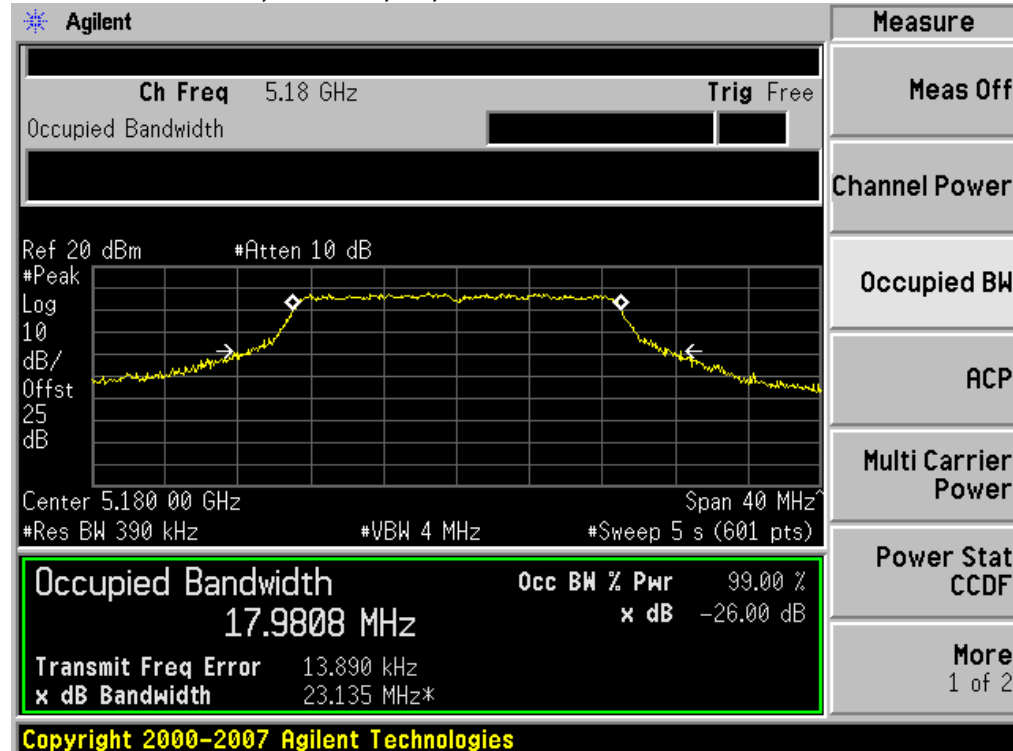 Agilent
Measure
Ch Freq 5.18 GHz Trig Free
Occupied Bandwidth
Meas Off
Channel Power
Occupied BW
ACP
Multi Carrier
Power
Power Stat
CCDF
More
1 of 2
Ref 20 dBm #Atten 10 dB
#Peak
Log
10
dB/
Offst
25
dB
Center 5.180 00 GHz Span 40 MHz^
#Res BW 390 kHz #VBW 4 MHz #Sweep 5 s (601 pts)
Occupied Bandwidth Occ BW % Pwr 99.00 %
17.9808 MHz x dB -26.00 dB
Transmit Freq Error 13.890 kHz
x dB Bandwidth 23.135 MHz*
Copyright 2000-2007 Agilent Technologies